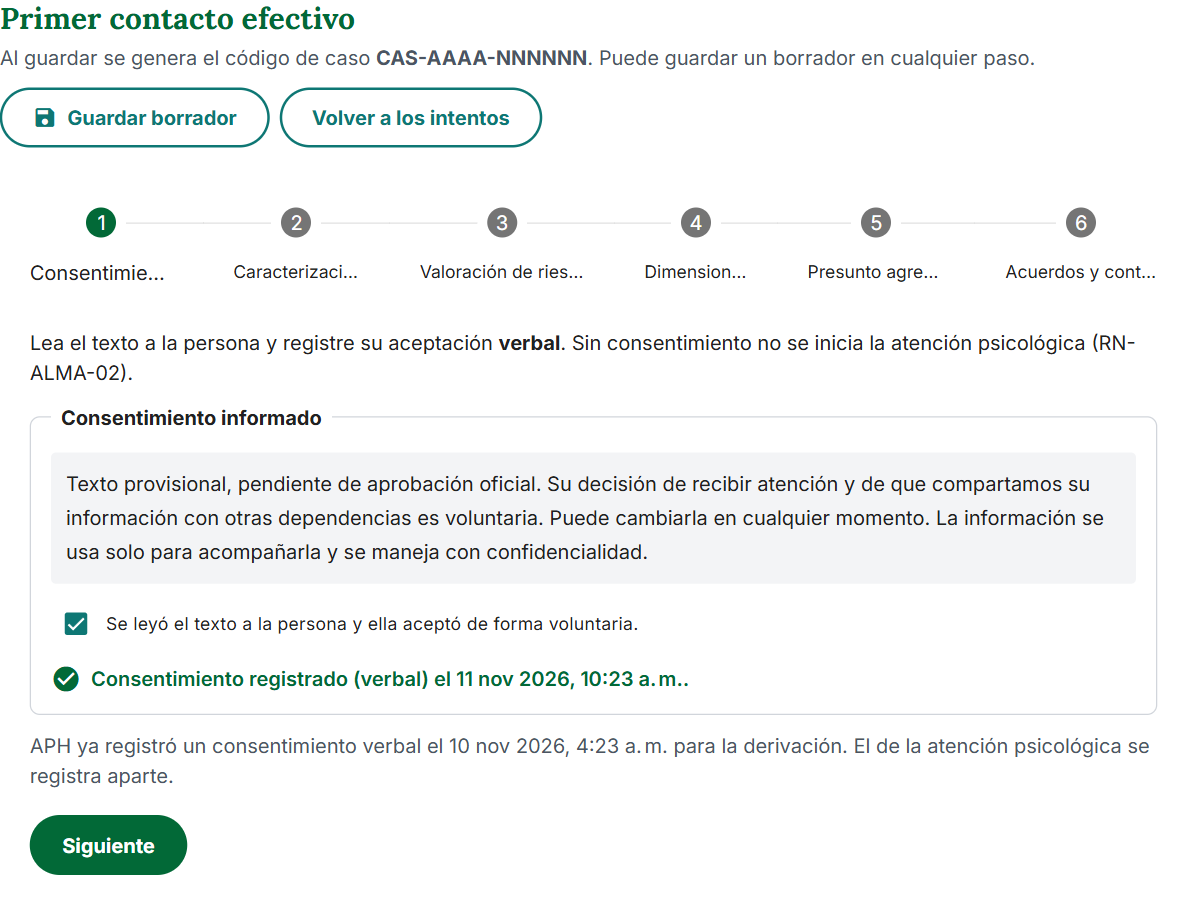 Primer contacto efectivo
Al guardar se genera el código de caso CAS-AAAA-NNNNNN. Puede guardar un borrador en cualquier paso.
Guardar borrador
Volver a los intentos
1
2
3
4
5
6
Consentimie...
Caracterizaci...
Valoración de ries...
Dimension...
Presunto agre...
Acuerdos y cont...
Lea el texto a la persona y registre su aceptación verbal. Sin consentimiento no se inicia la atención psicológica (RN-
ALMA-02).
Consentimiento informado
Texto provisional, pendiente de aprobación oficial. Su decisión de recibir atención y de que compartamos su
información con otras dependencias es voluntaria. Puede cambiarla en cualquier momento. La información se
usa solo para acompañarla y se maneja con confidencialidad.
Se leyó el texto a la persona y ella aceptó de forma voluntaria.
Consentimiento registrado (verbal) el 11 nov 2026, 10:23 a. m..
APH ya registró un consentimiento verbal el 10 nov 2026, 4:23 a. m. para la derivación. El de la atención psicológica se
registra aparte.
Siguiente